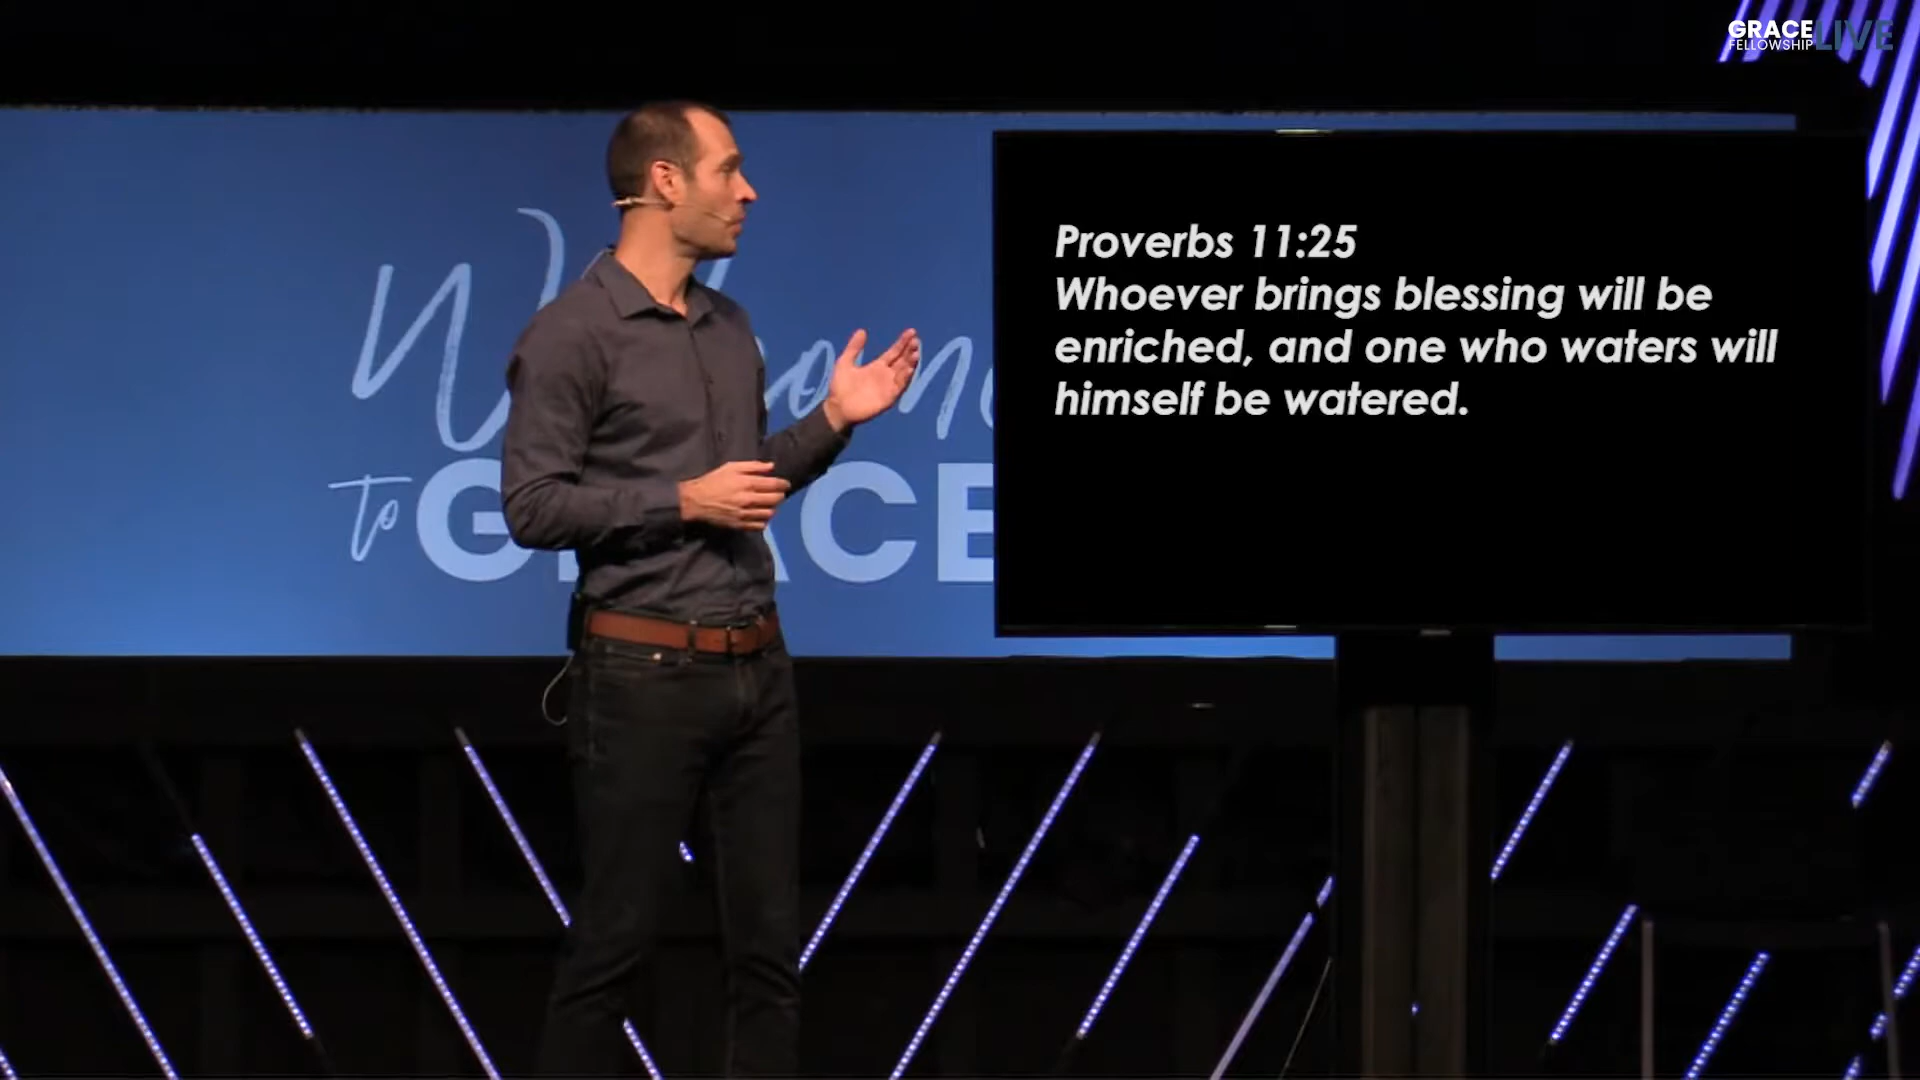 GRACE
FELLOWSHIP
LIVE
to GRACE
Proverbs 11:25
Whoever brings blessing will be
enriched, and one who waters will
himself be watered.